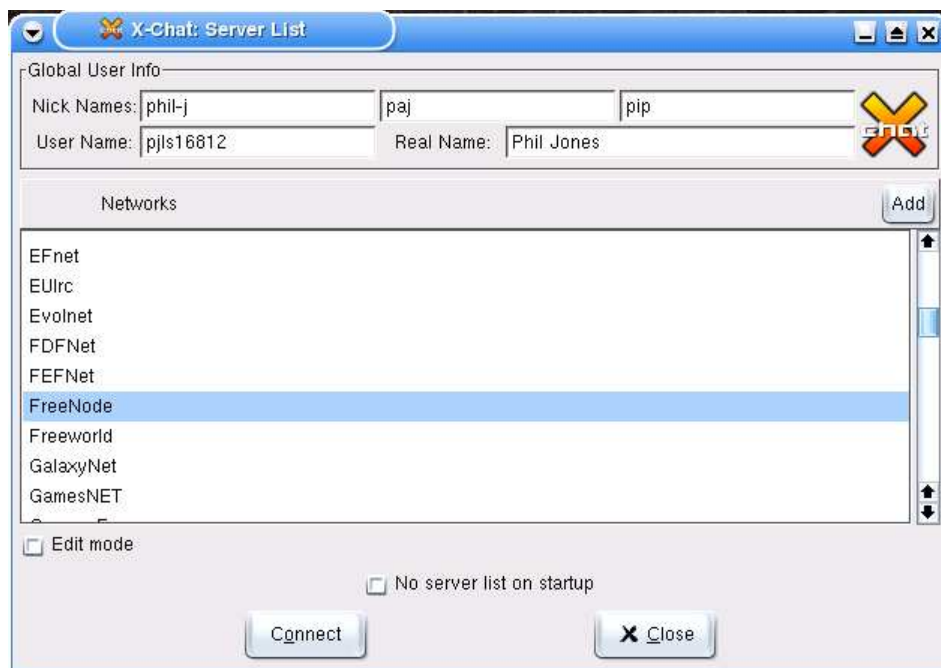 X-Chat: Server List
Global User Info
Nick Names: phil-j paj pip
User Name: pjls16812 Real Name: Phil Jones
chat
Networks Add
EFnet
EUIrc
Evolnet
FDFNet
FEFNet
FreeNode
Freeworld
GalaxyNet
GamesNET
Edit mode
No server list on startup
Connect Close